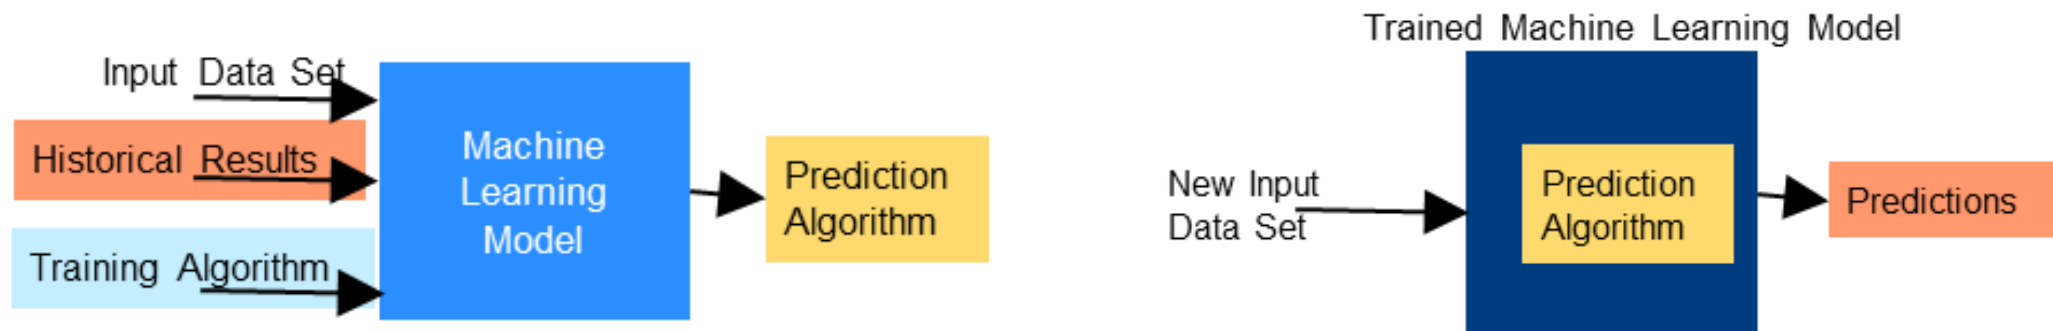 Input Data Set
Historical Results
Training Algorithm
Machine
Learning
Model
Prediction
Algorithm
Trained Machine Learning Model
New Input
Data Set
Prediction
Algorithm
Predictions